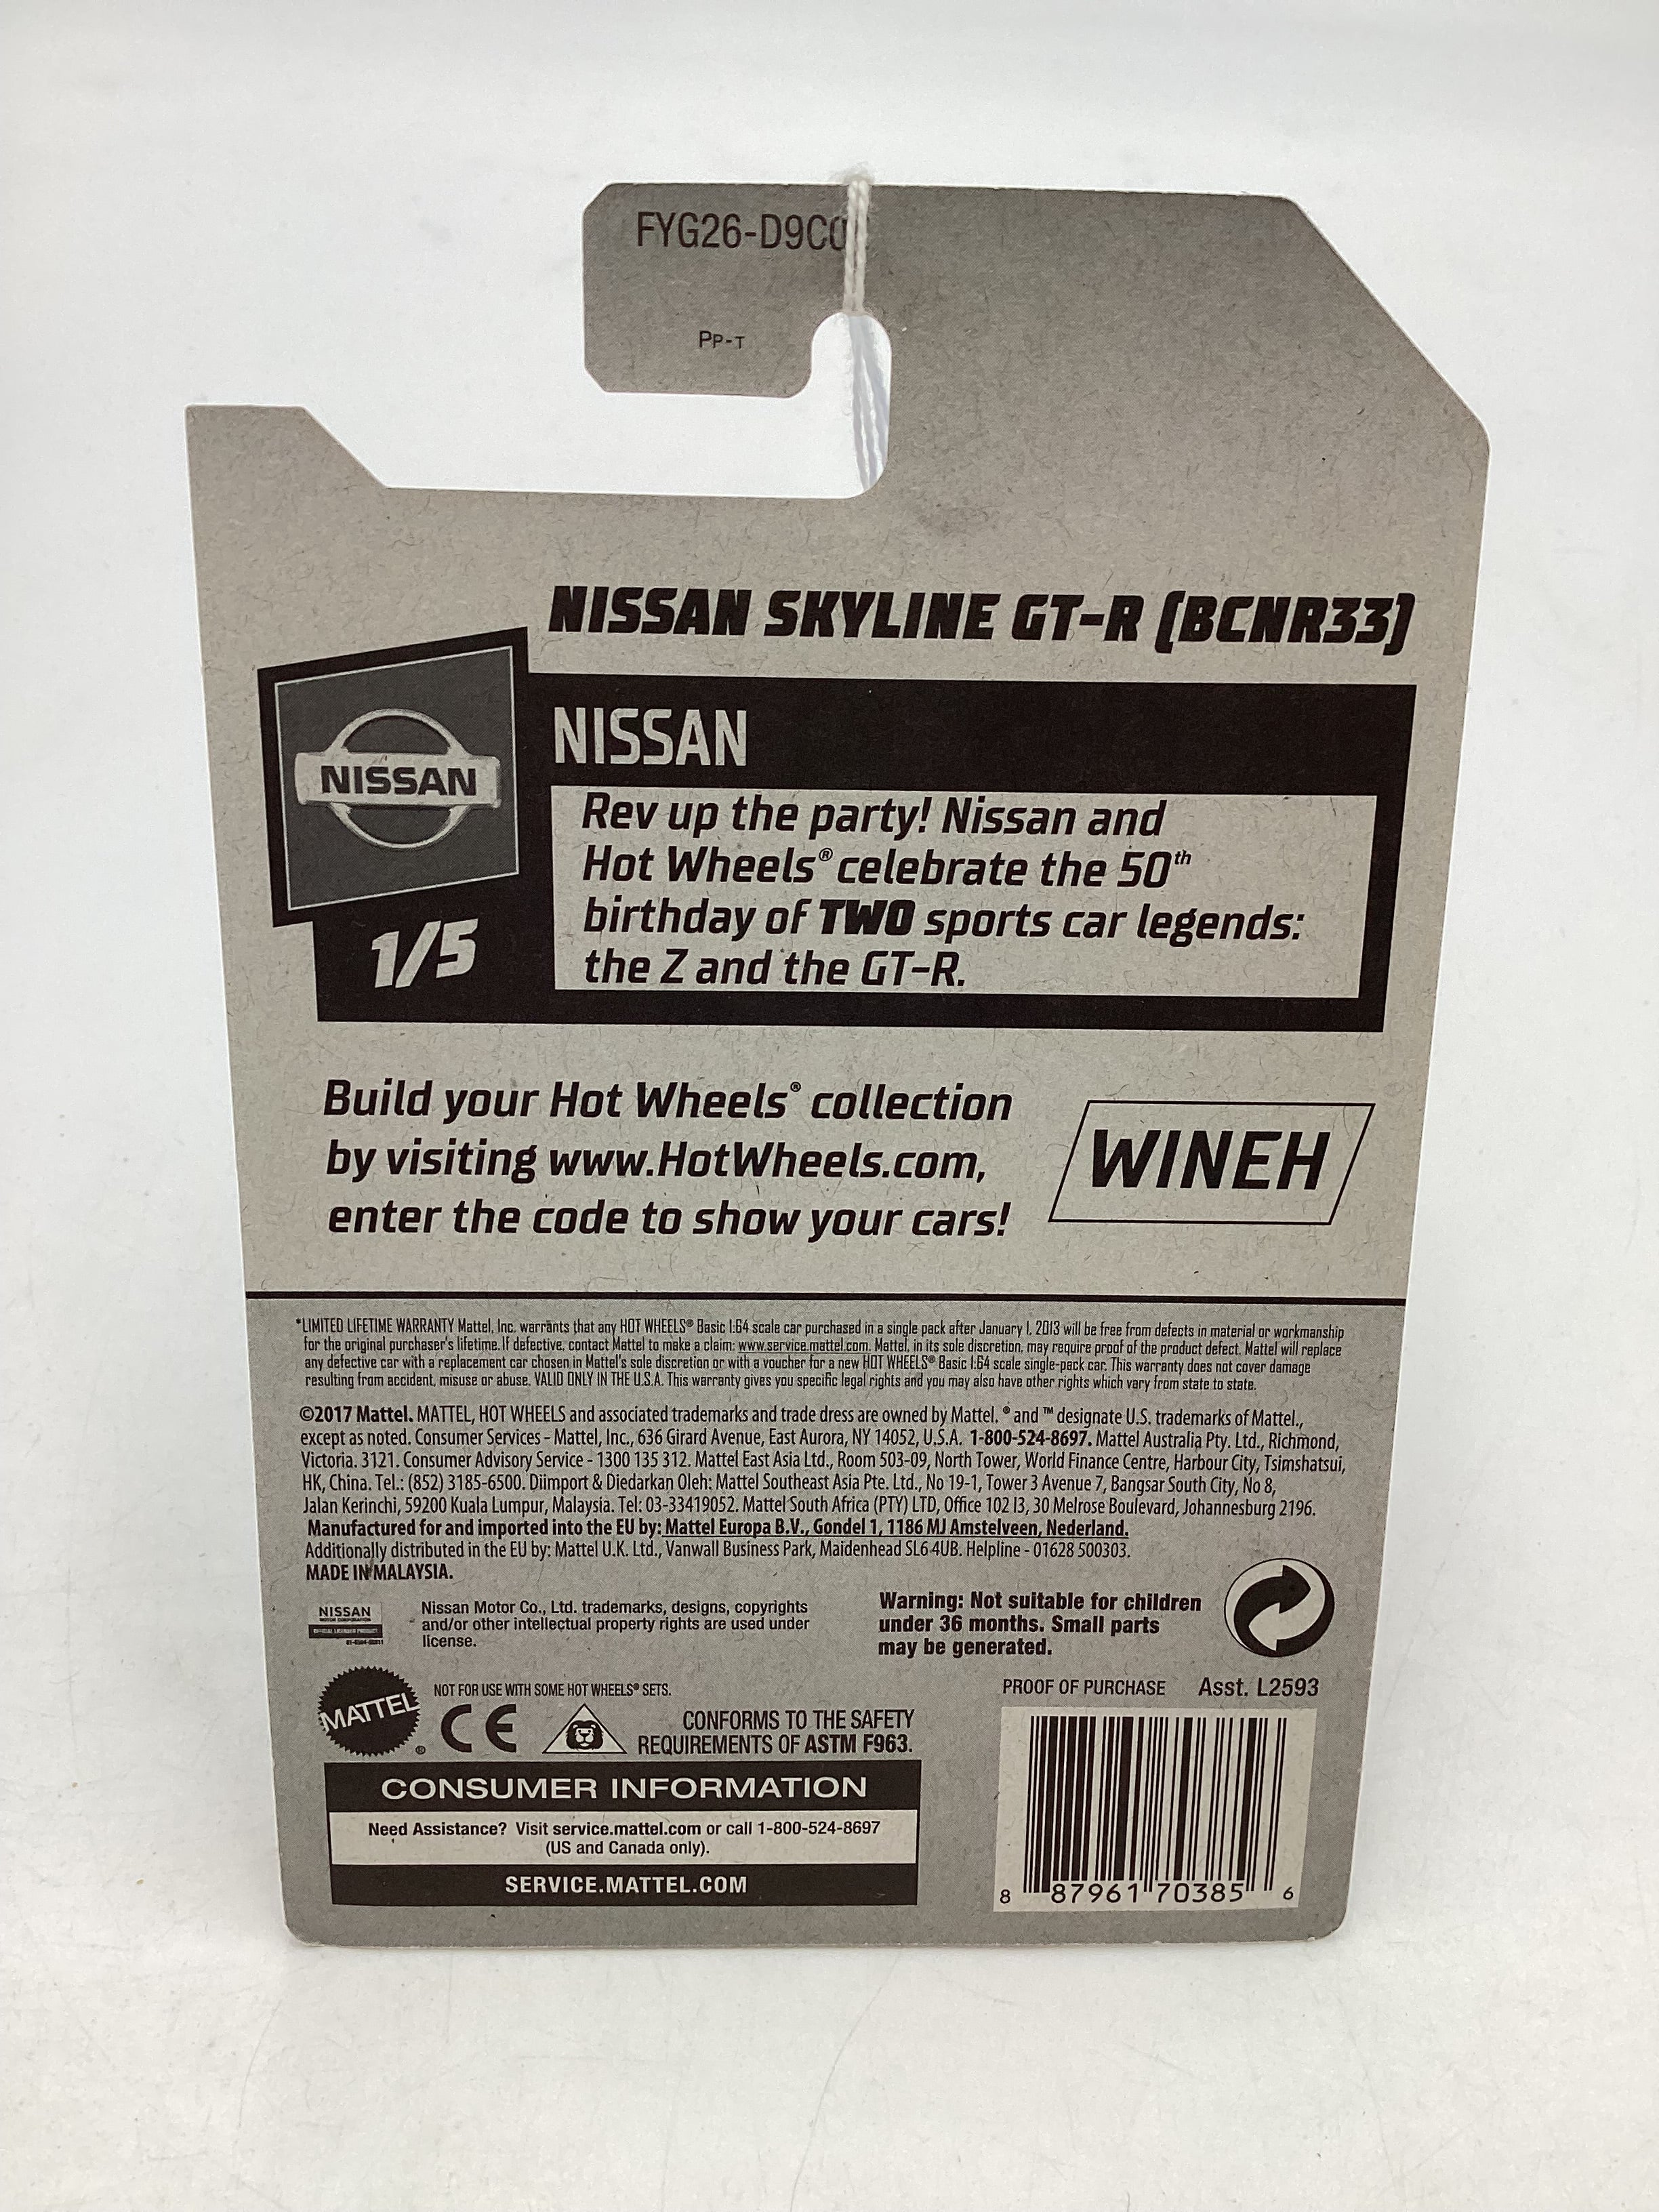 FYG26-D9C0
PP-T
NISSAN SKYLINE GT-R (BCNR33)
NISSAN
NISSAN
1/5
Rev up the party! Nissan and
Hot Wheels® celebrate the 50th
birthday of TWO sports car legends:
the Z and the GT-R.
Build your Hot Wheels® collection
by visiting www.HotWheels.com,
enter the code to show your cars!
WINEH
*LIMITED LIFETIME WARRANTY Mattel, Inc. warrants that any HOT WHEELS® Basic 1:64 scale car purchased in a single pack after January 1, 2013 will be free from defects in material or workmanship
for the original purchaser's lifetime. If defective, contact Mattel to make a claim: www.service.mattel.com. Mattel, in its sole discretion, may require proof of the product defect. Mattel will replace
any defective car with a replacement car chosen in Mattel's sole discretion or with a voucher for a new HOT WHEELS® Basic 1:64 scale single-pack car. This warranty does not cover damage
resulting from accident, misuse or abuse. VALID ONLY IN THE U.S.A. This warranty gives you specific legal rights and you may also have other rights which vary from state to state.
©2017 Mattel. MATTEL, HOT WHEELS and associated trademarks and trade dress are owned by Mattel. ® and ™ designate U.S. trademarks of Mattel,
except as noted. Consumer Services - Mattel, Inc., 636 Girard Avenue, East Aurora, NY 14052, U.S.A. 1-800-524-8697. Mattel Australia Pty. Ltd., Richmond,
Victoria. 3121. Consumer Advisory Service - 1300 135 312. Mattel East Asia Ltd., Room 503-09, North Tower, World Finance Centre, Harbour City, Tsimshatsui,
HK, China. Tel.: (852) 3185-6500. Diimport & Diedarkan Oleh: Mattel Southeast Asia Pte. Ltd., No 19-1, Tower 3 Avenue 7, Bangsar South City, No 8,
Jalan Kerinchi, 59200 Kuala Lumpur, Malaysia. Tel: 03-33419052. Mattel South Africa (PTY) LTD, Office 102 I3, 30 Melrose Boulevard, Johannesburg 2196.
Manufactured for and imported into the EU by: Mattel Europa B.V., Gondel 1, 1186 MJ Amstelveen, Nederland.
Additionally distributed in the EU by: Mattel U.K. Ltd., Vanwall Business Park, Maidenhead SL6 4UB. Helpline - 01628 500303.
MADE IN MALAYSIA.
NISSAN
MOTOR CORPORATION
OFFICIAL LICENSED PRODUCT
Nissan Motor Co., Ltd. trademarks, designs, copyrights
and/or other intellectual property rights are used under
license.
Warning: Not suitable for children
under 36 months. Small parts
may be generated.
MATTEL®
NOT FOR USE WITH SOME HOT WHEELS® SETS.
CE
CONFORMS TO THE SAFETY
REQUIREMENTS OF ASTM F963.
PROOF OF PURCHASE Asst. L2593
CONSUMER INFORMATION
Need Assistance? Visit service.mattel.com or call 1-800-524-8697
(US and Canada only).
SERVICE.MATTEL.COM
8 87961 70385 6